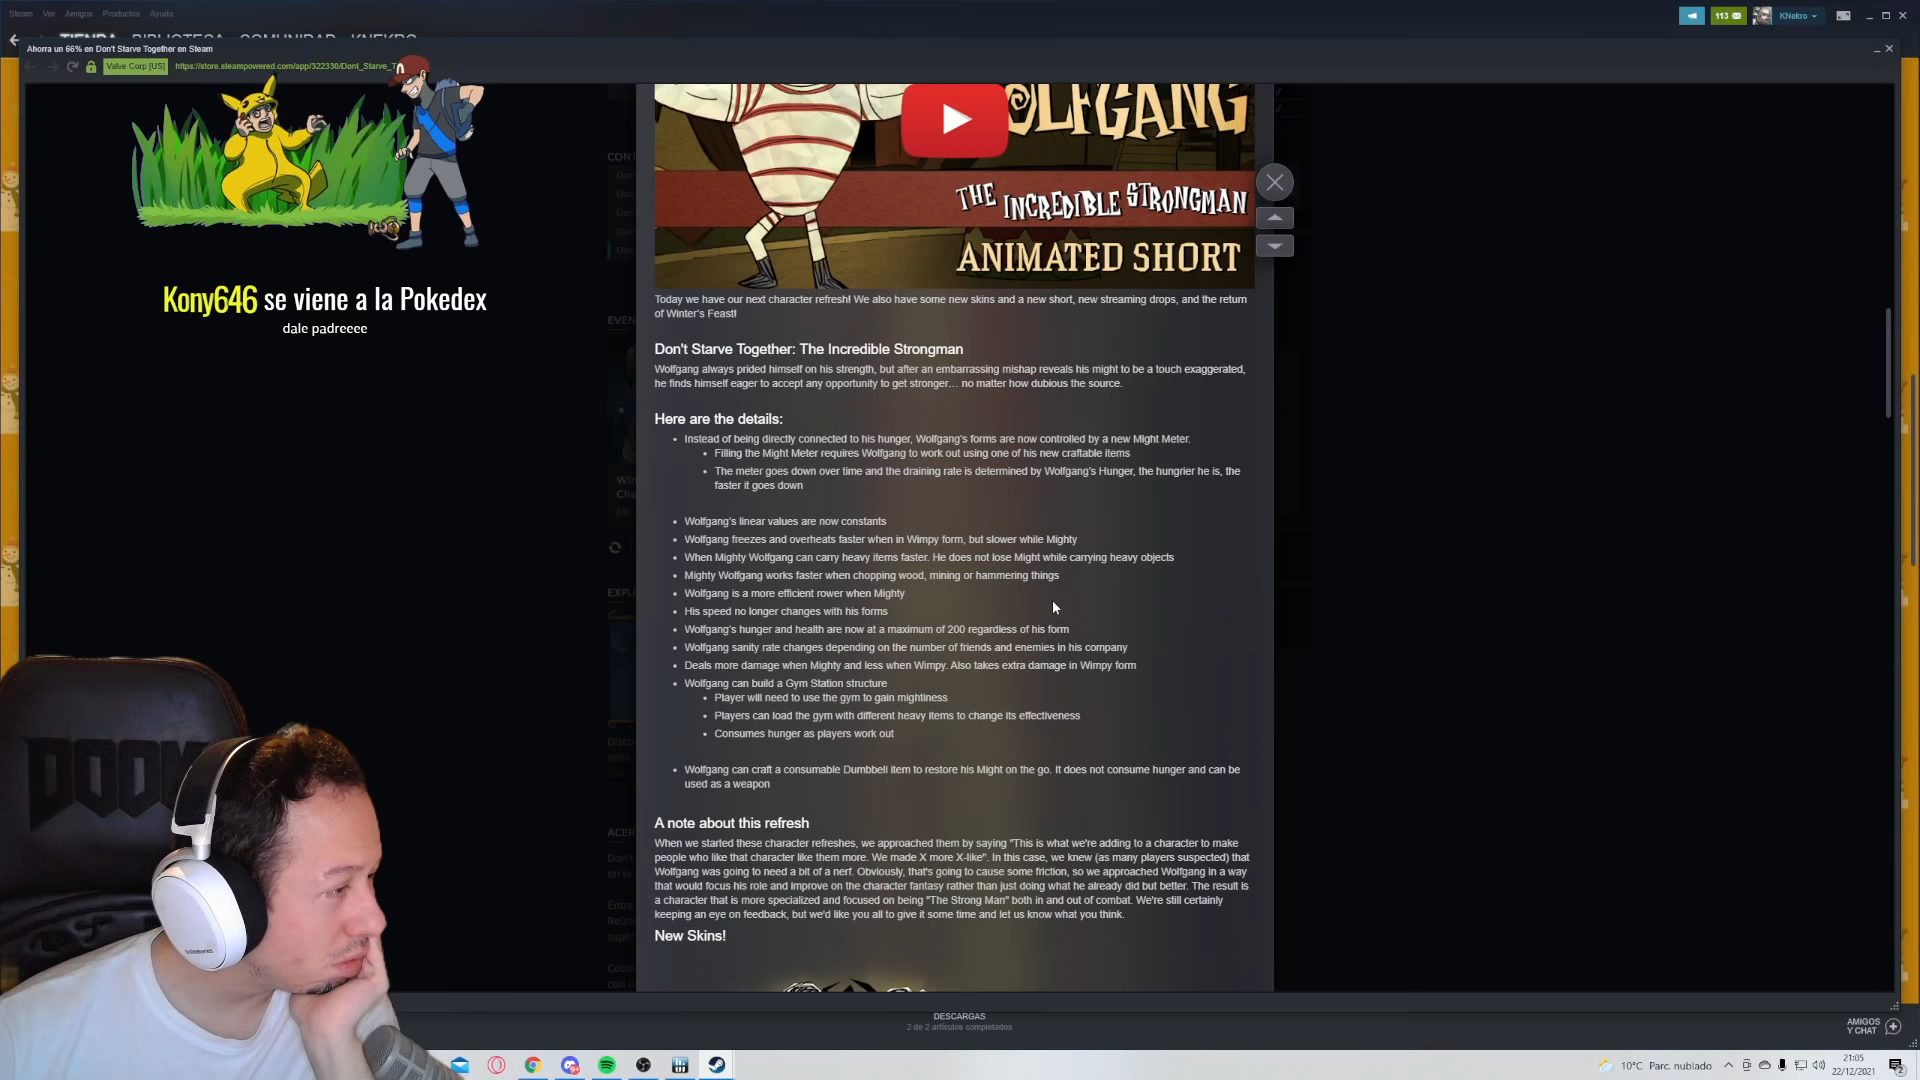 Steam Ver Amigos Productos Ayuda
113
KNekro
TIENDA BIBLIOTECA COMUNIDAD KNEKRO
Ahorra un 66% en Don't Starve Together en Steam
Valve Corp [US] https://store.steampowered.com/app/322330/Dont_Starve_T
Kony646 se viene a la Pokedex
dale padreeee
WOLFGANG
THE INCREDIBLE STRONGMAN
ANIMATED SHORT
Today we have our next character refresh! We also have some new skins and a new short, new streaming drops, and the return
of Winter's Feast!
Don't Starve Together: The Incredible Strongman
Wolfgang always prided himself on his strength, but after an embarrassing mishap reveals his might to be a touch exaggerated,
he finds himself eager to accept any opportunity to get stronger… no matter how dubious the source.
Here are the details:
Instead of being directly connected to his hunger, Wolfgang's forms are now controlled by a new Might Meter.
Filling the Might Meter requires Wolfgang to work out using one of his new craftable items
The meter goes down over time and the draining rate is determined by Wolfgang's Hunger, the hungrier he is, the
faster it goes down
Wolfgang's linear values are now constants
Wolfgang freezes and overheats faster when in Wimpy form, but slower while Mighty
When Mighty Wolfgang can carry heavy items faster. He does not lose Might while carrying heavy objects
Mighty Wolfgang works faster when chopping wood, mining or hammering things
Wolfgang is a more efficient rower when Mighty
His speed no longer changes with his forms
Wolfgang's hunger and health are now at a maximum of 200 regardless of his form
Wolfgang sanity rate changes depending on the number of friends and enemies in his company
Deals more damage when Mighty and less when Wimpy. Also takes extra damage in Wimpy form
Wolfgang can build a Gym Station structure
Player will need to use the gym to gain mightiness
Players can load the gym with different heavy items to change its effectiveness
Consumes hunger as players work out
Wolfgang can craft a consumable Dumbbell item to restore his Might on the go. It does not consume hunger and can be
used as a weapon
A note about this refresh
When we started these character refreshes, we approached them by saying "This is what we're adding to a character to make
people who like that character like them more. We made X more X-like". In this case, we knew (as many players suspected) that
Wolfgang was going to need a bit of a nerf. Obviously, that's going to cause some friction, so we approached Wolfgang in a way
that would focus his role and improve on the character fantasy rather than just doing what he already did but better. The result is
a character that is more specialized and focused on being "The Strong Man" both in and out of combat. We're still certainly
keeping an eye on feedback, but we'd like you all to give it some time and let us know what you think.
New Skins!
DOOM
DESCARGAS
2 de 2 artículos completados
AMIGOS
Y CHAT
10°C Parc. nublado
21:05
22/12/2021